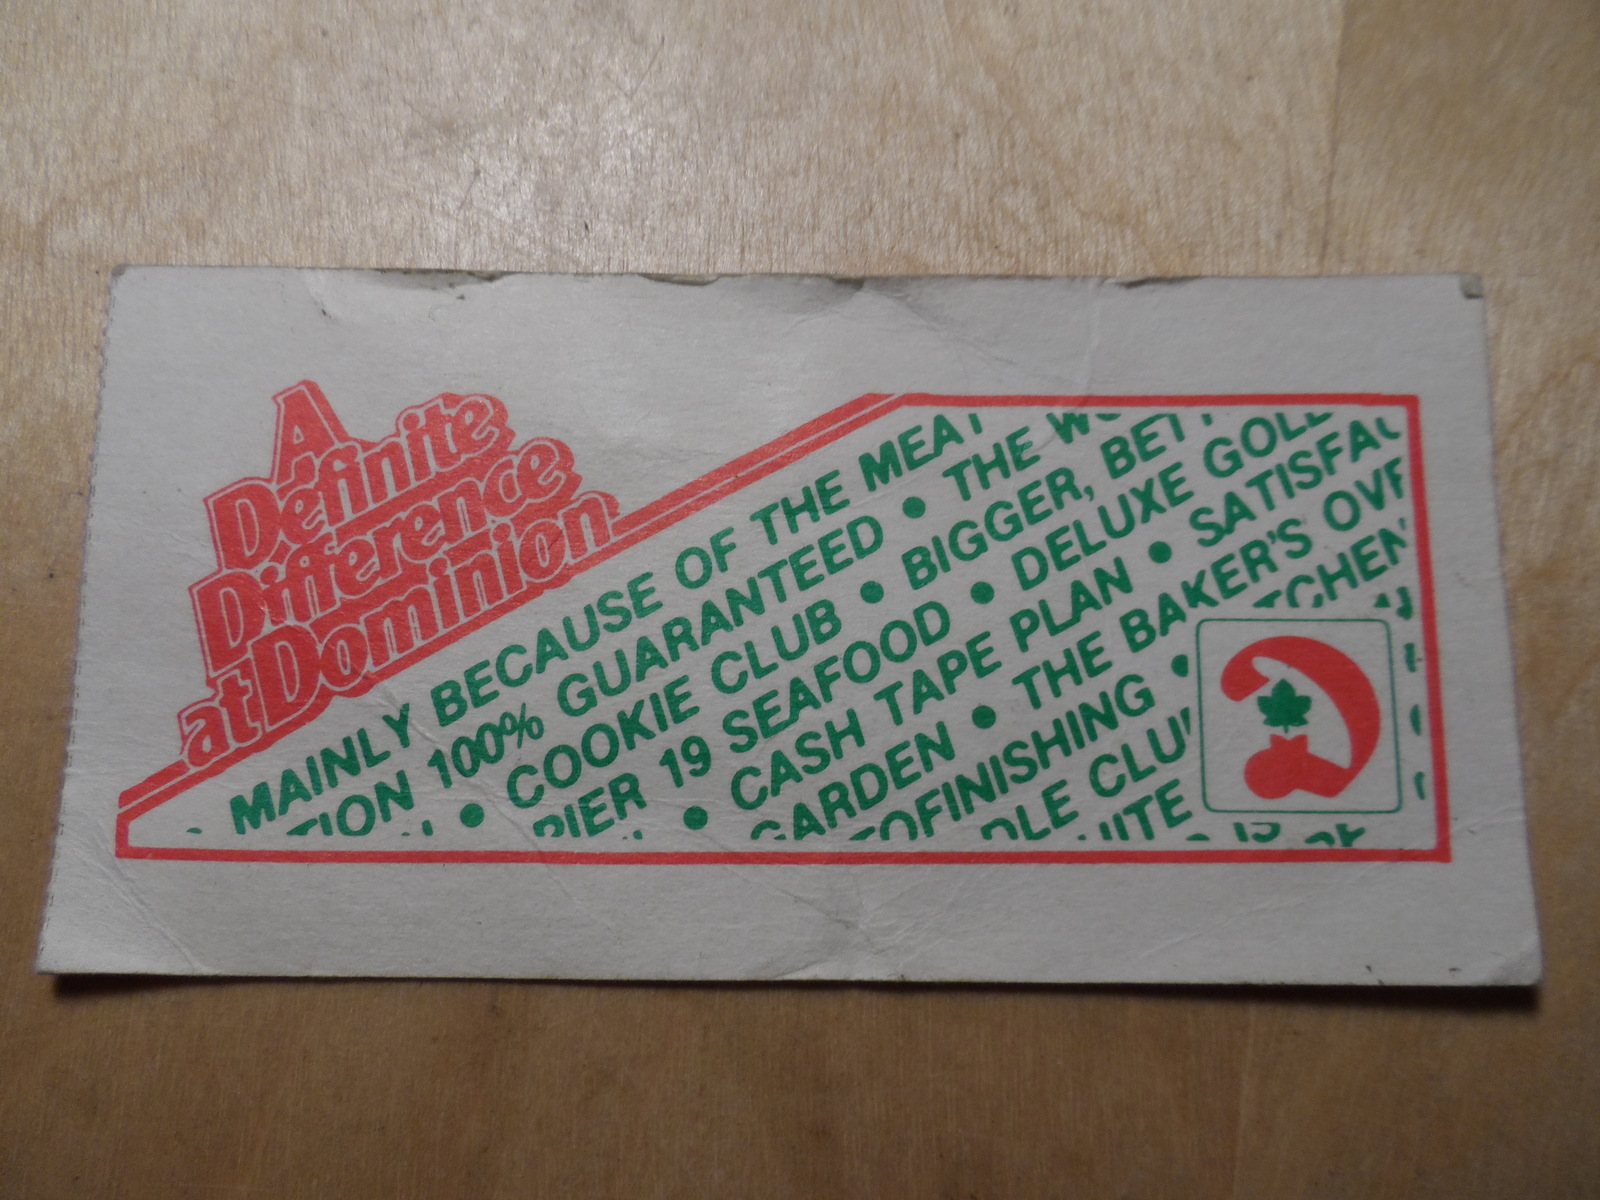 A
Definite
Difference
at Dominion
MAINLY BECAUSE OF THE MEAT
100% GUARANTEED • THE
• COOKIE CLUB • BIGGER,
PIER 19 SEAFOOD • DELUXE
• CASH TAPE PLAN •
GARDEN • THE BAKER'S